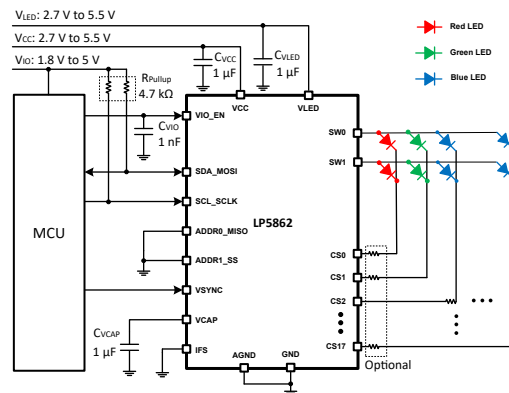 VLED: 2.7 V to 5.5 V
VCC: 2.7 V to 5.5 V
VIO: 1.8 V to 5 V
RPullup
4.7 kΩ
CVCC
1 µF
CVLED
1 µF
Red LED
Green LED
Blue LED
VCC
VLED
VIO_EN
CVIO
1 nF
SW0
SW1
SDA_MOSI
SCL_SCLK
LP5862
MCU
ADDR0_MISO
ADDR1_SS
CS0
CS1
CS2
VSYNC
VCAP
CVCAP
1 µF
IFS
CS17
AGND
GND
Optional